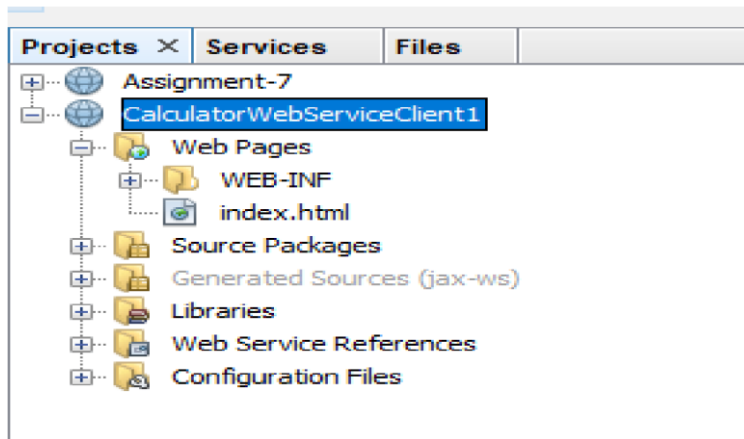 Projects Services Files
Assignment-7
CalculatorWebServiceClient1
Web Pages
WEB-INF
index.html
Source Packages
Generated Sources (jax-ws)
Libraries
Web Service References
Configuration Files